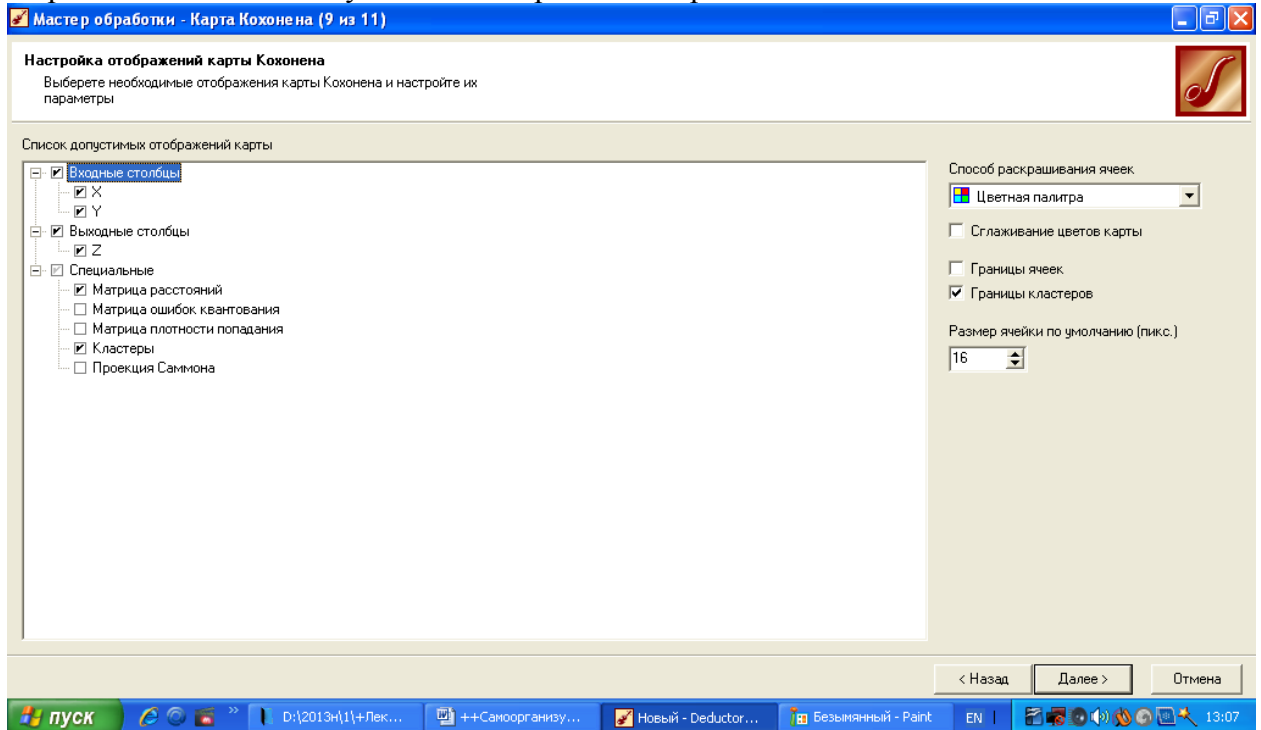 Мастер обработки - Карта Кохонена (9 из 11)
Настройка отображений карты Кохонена
Выберете необходимые отображения карты Кохонена и настройте их
параметры
Список допустимых отображений карты
Входные столбцы
X
Y
Выходные столбцы
Z
Специальные
Матрица расстояний
Матрица ошибок квантования
Матрица плотности попадания
Кластеры
Проекция Саммона
Способ раскрашивания ячеек
Цветная палитра
Сглаживание цветов карты
Границы ячеек
Границы кластеров
Размер ячейки по умолчанию (пикс.)
16
< Назад
Далее >
Отмена
пуск
D:\2013н\1\+Лек...
++Самоорганизу...
Новый - Deductor...
Безымянный - Paint
EN
13:07